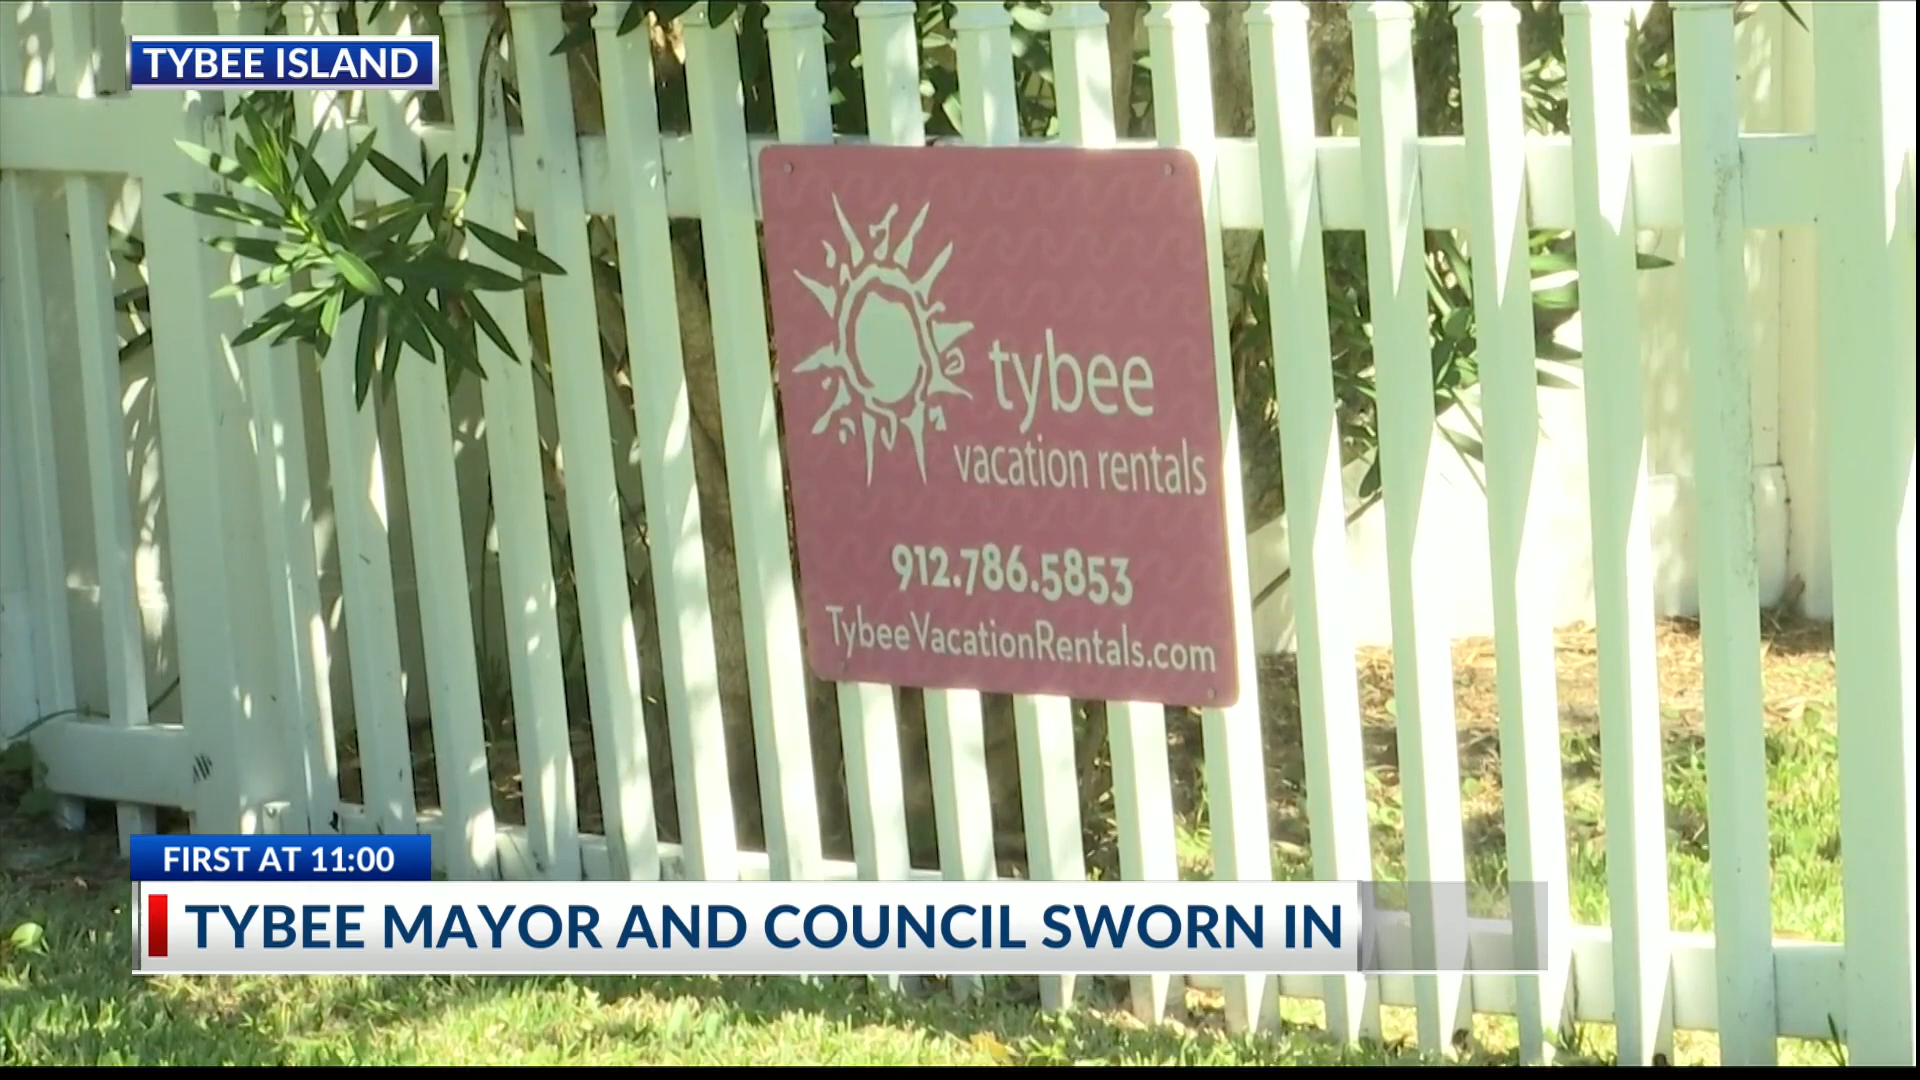 TYBEE ISLAND
tybee
vacation rentals
912.786.5853
TybeeVacationRentals.com
FIRST AT 11:00
TYBEE MAYOR AND COUNCIL SWORN IN